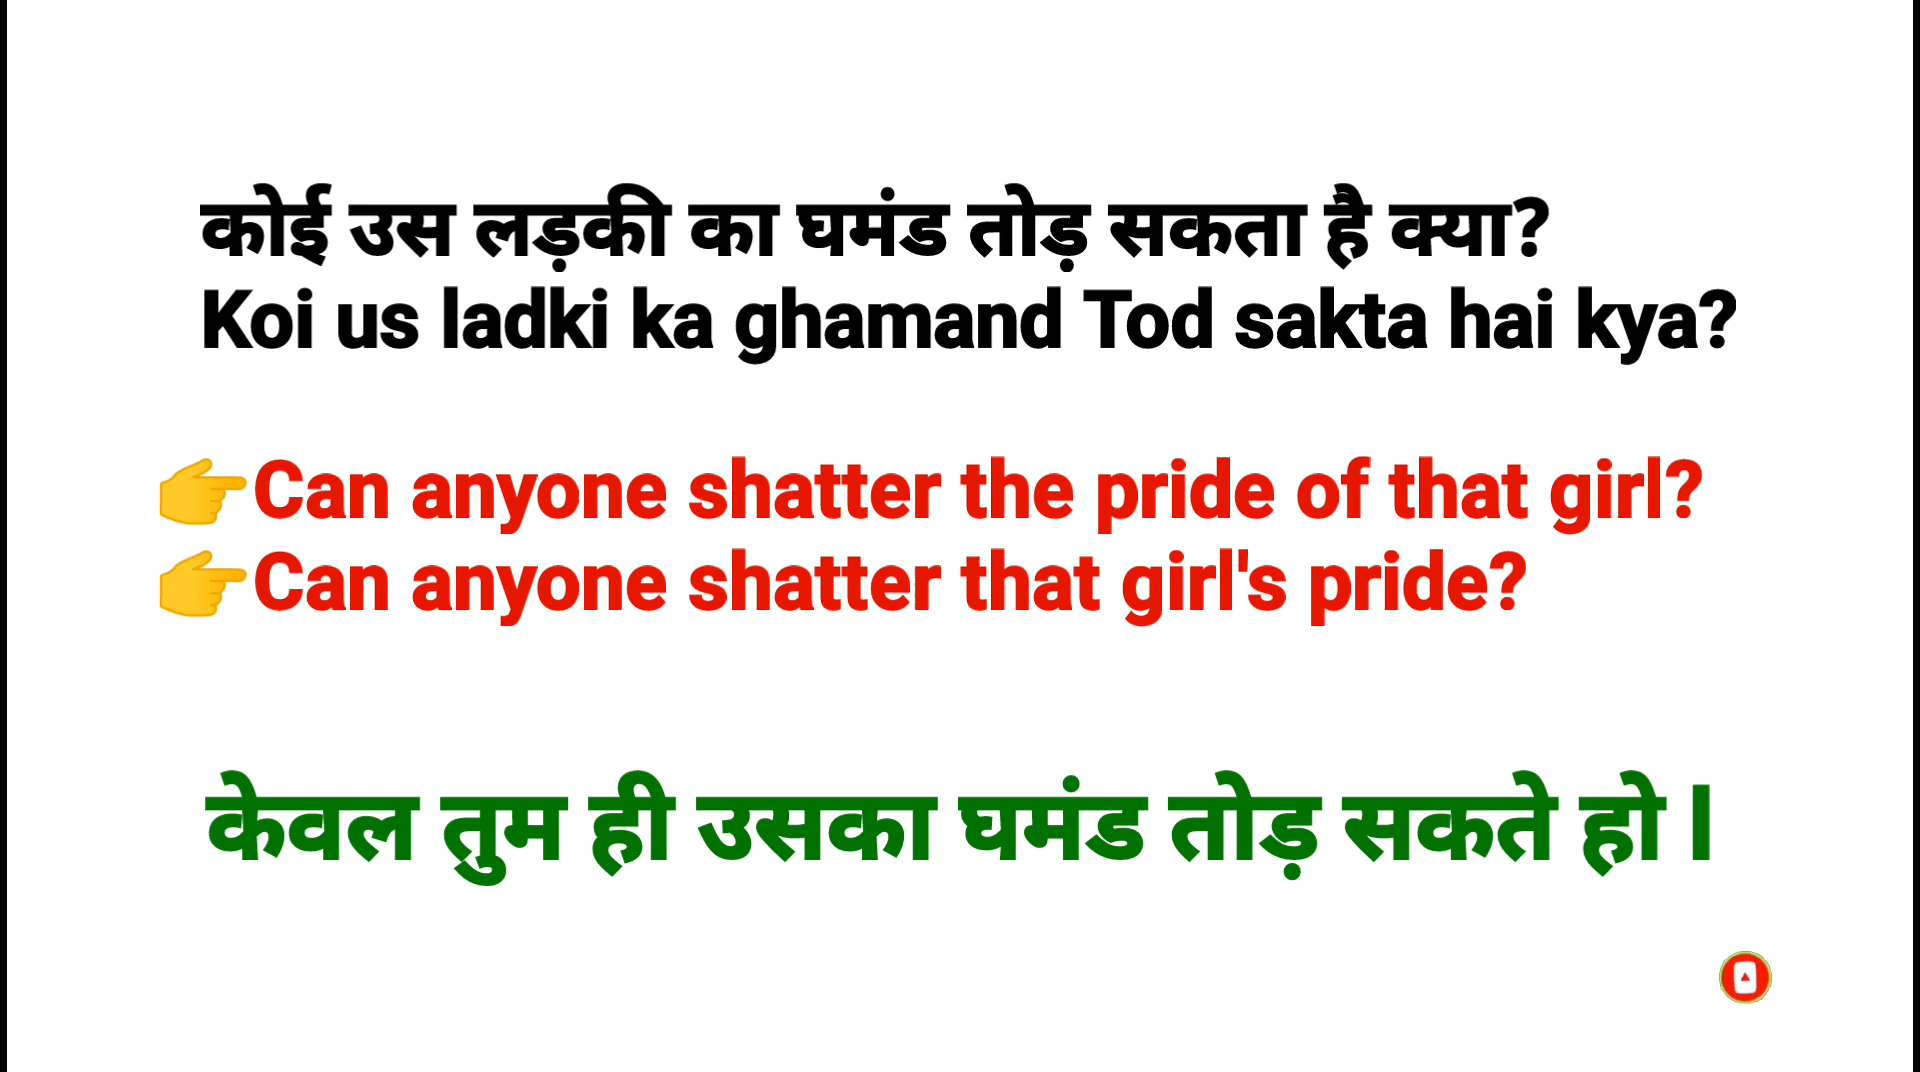 कोई उस लड़की का घमंड तोड़ सकता है क्या?
Koi us ladki ka ghamand Tod sakta hai kya?
👉Can anyone shatter the pride of that girl?
👉Can anyone shatter that girl's pride?
केवल तुम ही उसका घमंड तोड़ सकते हो l